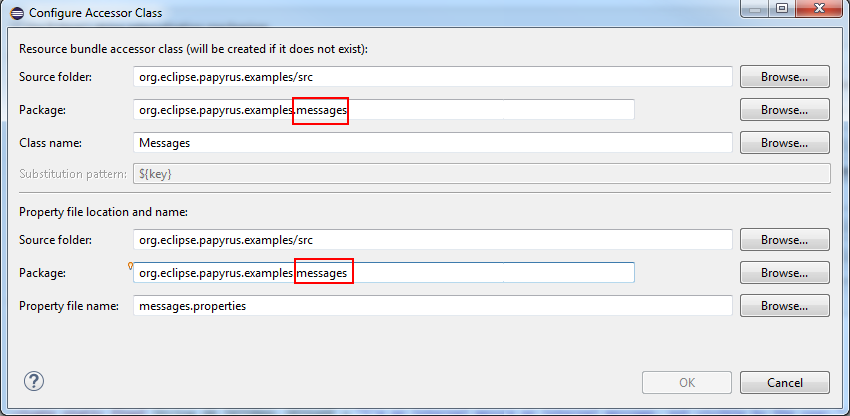 Configure Accessor Class
Resource bundle accessor class (will be created if it does not exist):
Source folder: org.eclipse.papyrus.examples/src Browse...
Package: org.eclipse.papyrus.examples.messages Browse...
Class name: Messages Browse...
Substitution pattern: ${key}
Property file location and name:
Source folder: org.eclipse.papyrus.examples/src Browse...
Package: org.eclipse.papyrus.examples.messages Browse...
Property file name: messages.properties Browse...
? OK Cancel